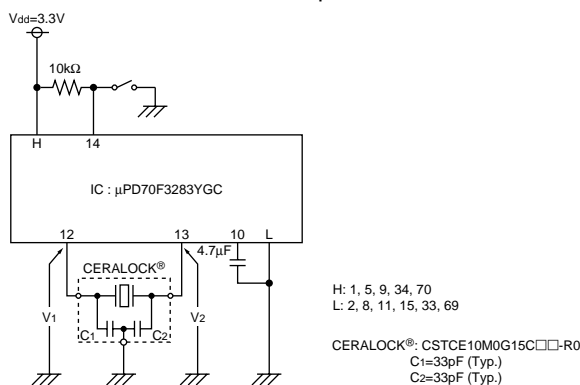 Vdd=3.3V
10kΩ
H
14
IC : μPD70F3283YGC
12
13
10
L
4.7μF
CERALOCK®
V1
C1
C2
V2
H: 1, 5, 9, 34, 70
L: 2, 8, 11, 15, 33, 69
CERALOCK®: CSTCE10M0G15C□□-R0
C1=33pF (Typ.)
C2=33pF (Typ.)